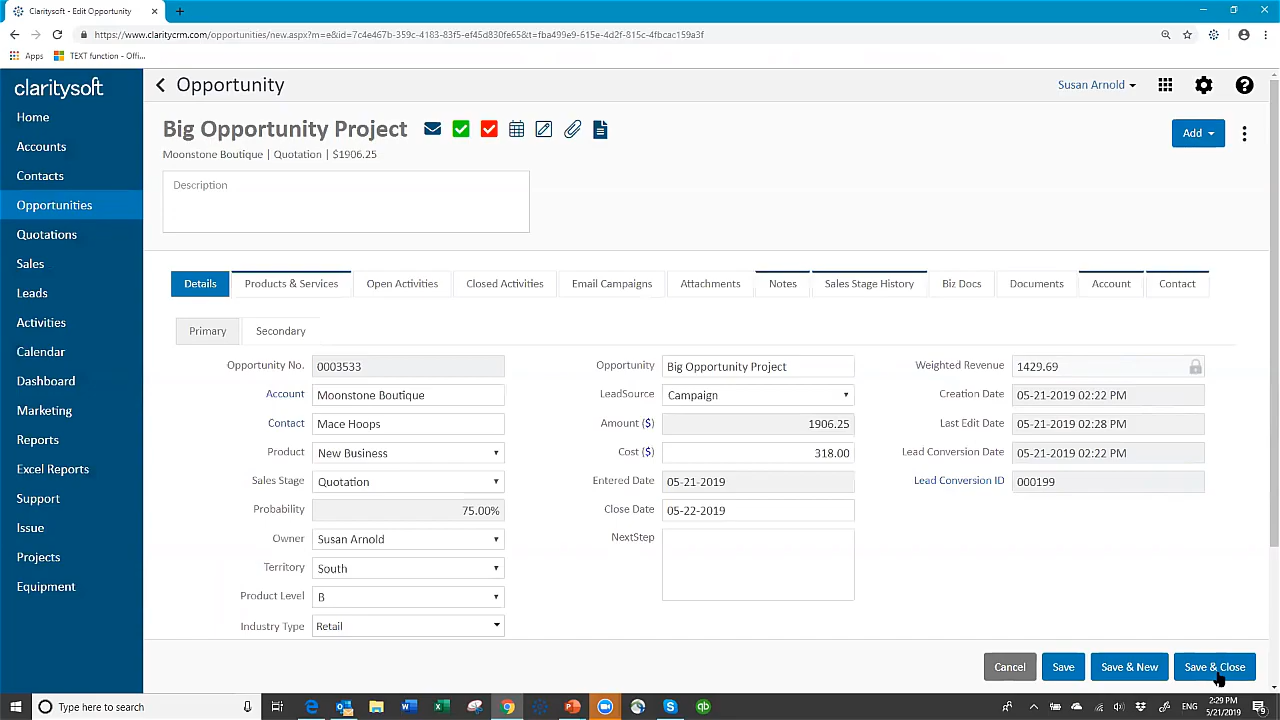 Claritysoft - Edit Opportunity
https://www.claritycrm.com/opportunities/new.aspx?m=e&id=7c4e467b-359c-4183-83f5-ef45d830fe65&t=fba499e9-615e-4d2f-815c-4fbcac159a3f
Apps
TEXT function - Offi...
claritysoft
Opportunity
Susan Arnold
Home
Accounts
Contacts
Opportunities
Quotations
Sales
Leads
Activities
Calendar
Dashboard
Marketing
Reports
Excel Reports
Support
Issue
Projects
Equipment
Big Opportunity Project
Add
Moonstone Boutique | Quotation | $1906.25
Description
Details
Products & Services
Open Activities
Closed Activities
Email Campaigns
Attachments
Notes
Sales Stage History
Biz Docs
Documents
Account
Contact
Primary
Secondary
Opportunity No. 0003533
Account Moonstone Boutique
Contact Mace Hoops
Product New Business
Sales Stage Quotation
Probability 75.00%
Owner Susan Arnold
Territory South
Product Level B
Industry Type Retail
Opportunity Big Opportunity Project
LeadSource Campaign
Amount ($) 1906.25
Cost ($) 318.00
Entered Date 05-21-2019
Close Date 05-22-2019
NextStep
Weighted Revenue 1429.69
Creation Date 05-21-2019 02:22 PM
Last Edit Date 05-21-2019 02:28 PM
Lead Conversion Date 05-21-2019 02:22 PM
Lead Conversion ID 000199
Cancel
Save
Save & New
Save & Close
Type here to search
ENG
2:29 PM
5/21/2019